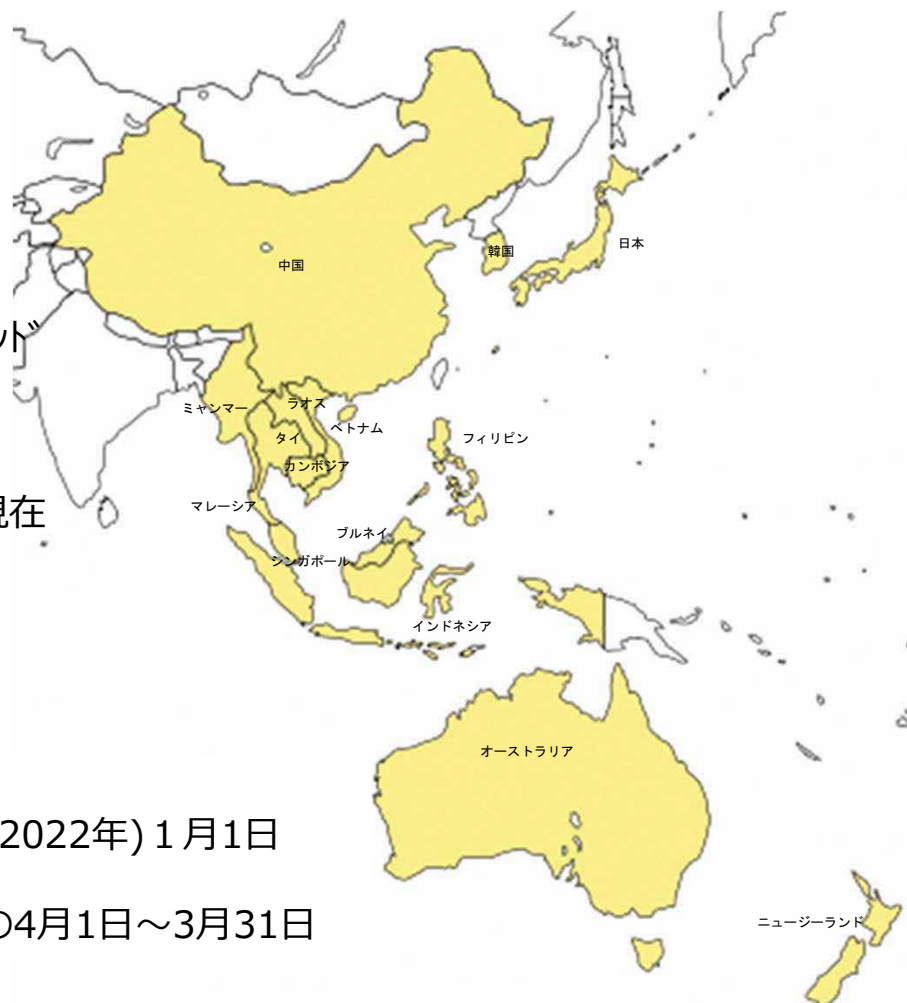 中国
韓国
日本
ンド
ミャンマー
ラオス
ベトナム
タイ
フィリピン
カンボジア
マレーシア
現在
ブルネイ
シンガポール
インドネシア
オーストラリア
2022年)１月1日
の4月1日～3月31日
ニュージーランド